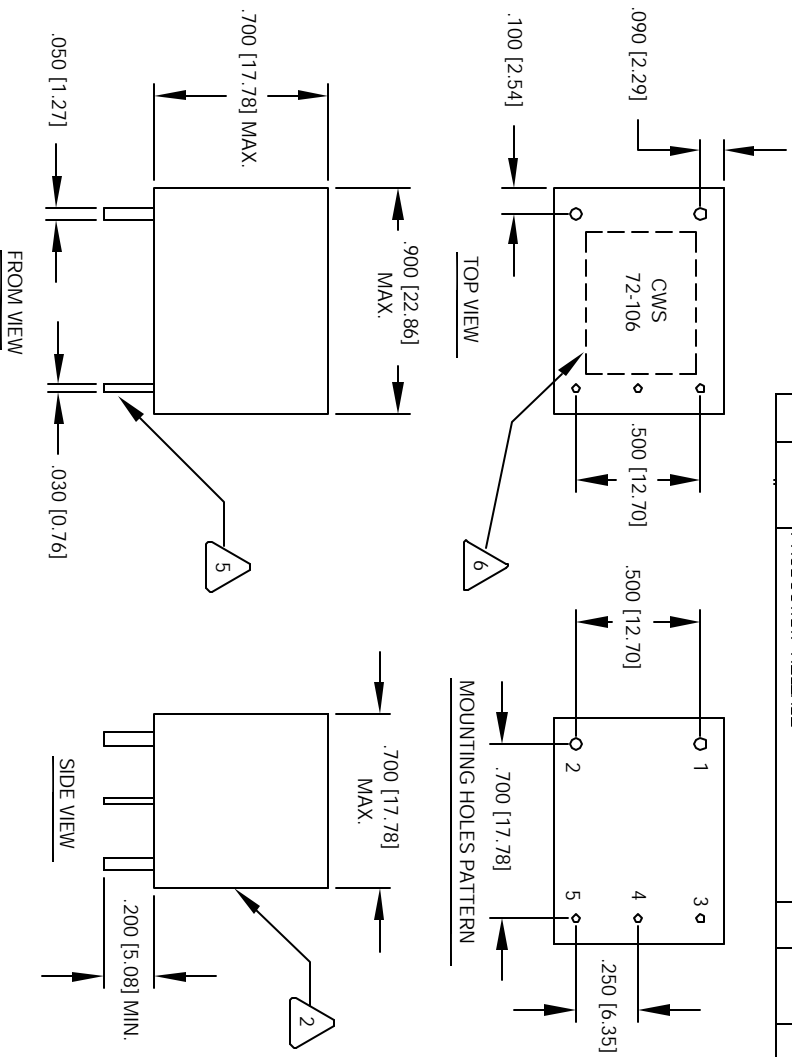 .090 [2.29]
.100 [2.54]
CWS
72-106
TOP VIEW
.500 [12.70]
6
.500 [12.70]
1
2
3
4
5
.700 [17.78]
.250 [6.35]
MOUNTING HOLES PATTERN
.700 [17.78] MAX.
.900 [22.86]
MAX.
.050 [1.27]
.030 [0.76]
5
FROM VIEW
.700 [17.78]
MAX.
.200 [5.08] MIN.
2
SIDE VIEW